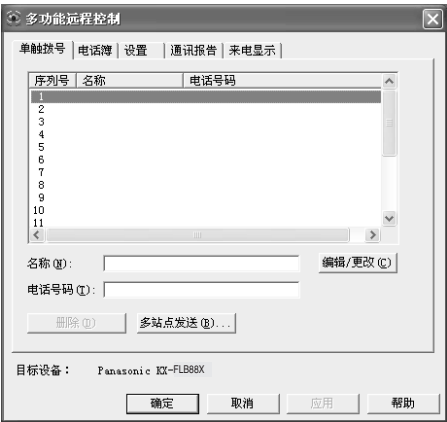 多功能远程控制
单触拨号 电话簿 设置 通讯报告 来电显示
序列号 名称 电话号码
1
2
3
4
5
6
7
8
9
10
11
名称(N):
编辑/更改(C)
电话号码(T):
删除(D) 多站点发送(B)...
目标设备: Panasonic KX-FLB88X
确定 取消 应用 帮助